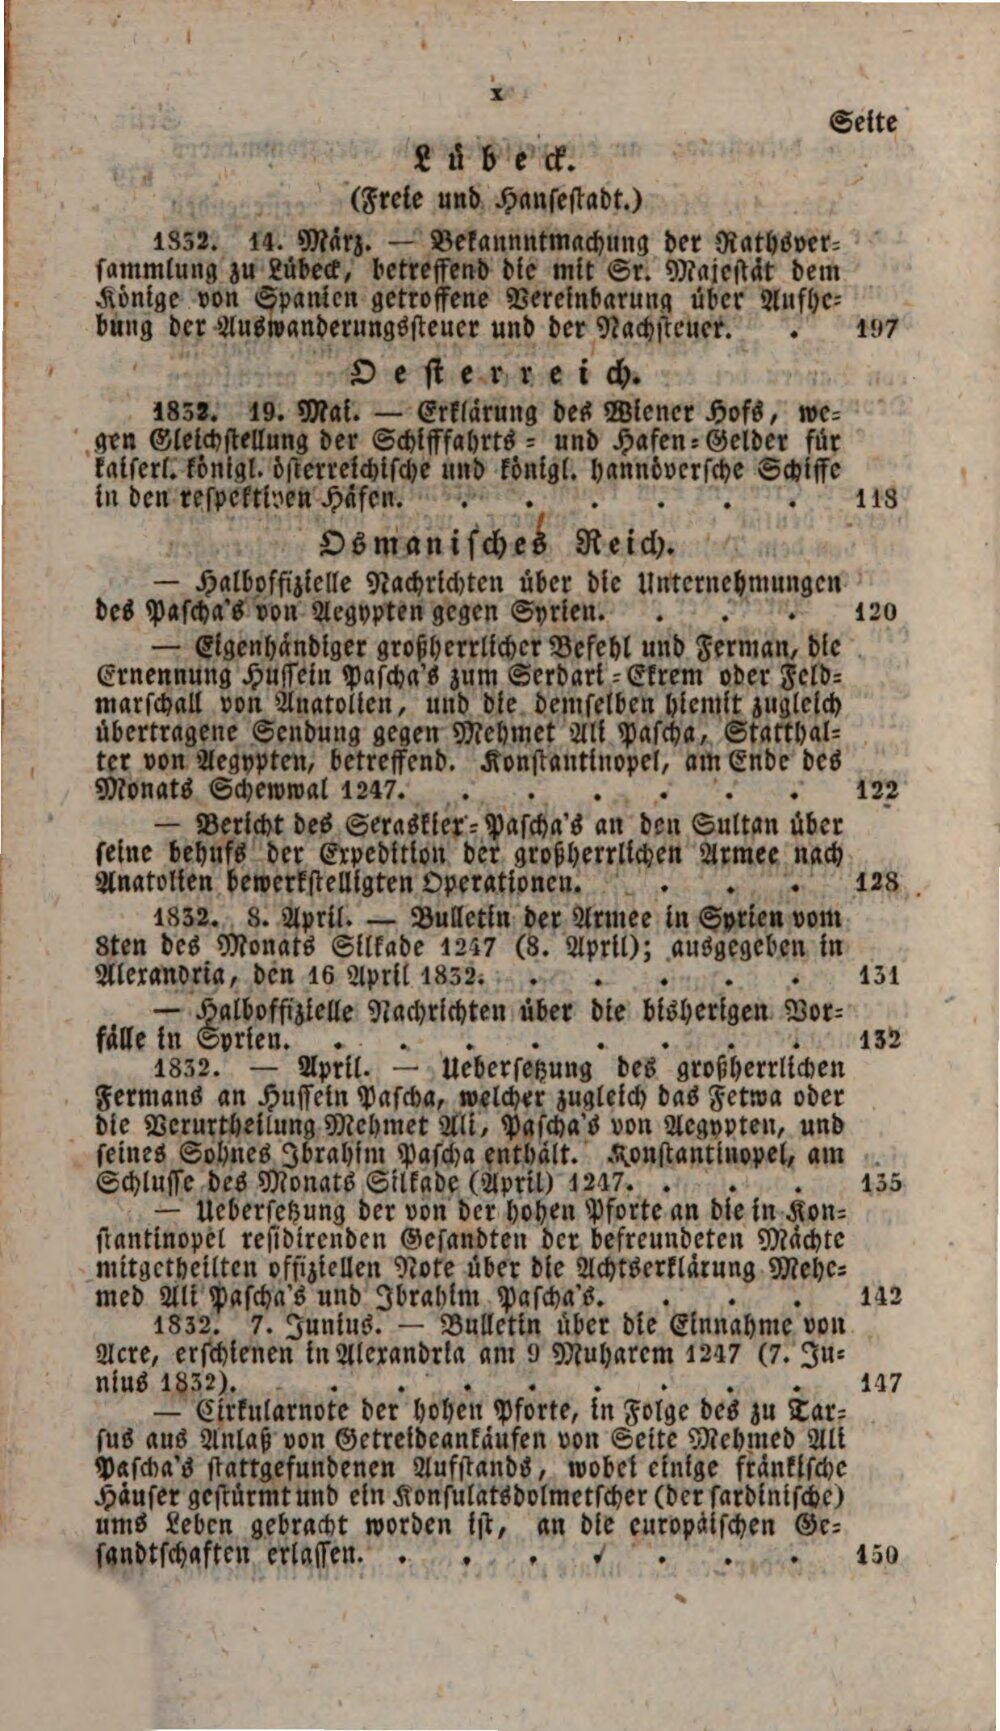 x
Seite
Lübeck.
(Freie und Hansestadt.)
1832. 14. März. — Bekannntmachung der Rathsver=
sammlung zu Lübeck, betreffend die mit Sr. Majestät dem
Könige von Spanien getroffene Vereinbarung über Aufhe=
bung der Auswanderungssteuer und der Nachsteuer. . 197
Oesterreich.
1832. 19. Mai. — Erklärung des Wiener Hofs, we=
gen Gleichstellung der Schifffahrts = und Hafen=Gelder für
kaiserl. königl. österreichische und königl. hannöversche Schiffe
in den respektiven Häfen. . . . . . . 118
Osmanisches Reich.
— Halboffizielle Nachrichten über die Unternehmungen
des Pascha's von Aegypten gegen Syrien. . . . 120
— Eigenhändiger großherrlicher Befehl und Ferman, die
Ernennung Hussein Pascha's zum Serdari=Ekrem oder Feld=
marschall von Anatolien, und die demselben hiemit zugleich
übertragene Sendung gegen Mehmet Ali Pascha, Statthal=
ter von Aegypten, betreffend. Konstantinopel, am Ende des
Monats Schewwal 1247. . . . . . . 122
— Bericht des Seraskier=Pascha's an den Sultan über
seine behufs der Expedition der großherrlichen Armee nach
Anatolien bewerkstelligten Operationen. . . . 128
1832. 8. April. — Bulletin der Armee in Syrien vom
8ten des Monats Silkade 1247 (8. April); ausgegeben in
Alexandria, den 16 April 1832. . . . . . 131
— Halboffizielle Nachrichten über die bisherigen Vor=
fälle in Syrien. . . . . . . . . 132
1832. — April. — Uebersetzung des großherrlichen
Fermans an Hussein Pascha, welcher zugleich das Fetwa oder
die Verurtheilung Mehmet Ali, Pascha's von Aegypten, und
seines Sohnes Ibrahim Pascha enthält. Konstantinopel, am
Schlusse des Monats Silkade (April) 1247. . . . 135
— Uebersetzung der von der hohen Pforte an die in Kon=
stantinopel residirenden Gesandten der befreundeten Mächte
mitgetheilten offiziellen Note über die Achtserklärung Mehe=
med Ali Pascha's und Ibrahim Pascha's. . . . 142
1832. 7. Junius. — Bulletin über die Einnahme von
Acre, erschienen in Alexandria am 9 Muharem 1247 (7. Ju=
nius 1832). . . . . . . . . 147
— Cirkularnote der hohen Pforte, in Folge des zu Tar=
sus aus Anlaß von Getreideankäufen von Seite Mehmed Ali
Pascha's stattgefundenen Aufstands, wobei einige fränkische
Häuser gestürmt und ein Konsulatsdolmetscher (der sardinische)
ums Leben gebracht worden ist, an die europäischen Ge=
sandtschaften erlassen. . . . . . . . 150